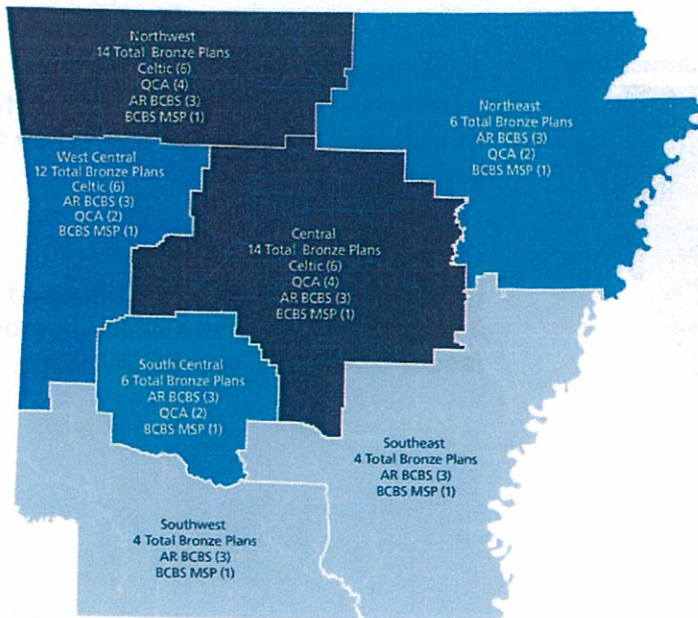 Northwest
14 Total Bronze Plans
Celtic (6)
QCA (4)
AR BCBS (3)
BCBS MSP (1)
Northeast
6 Total Bronze Plans
AR BCBS (3)
QCA (2)
BCBS MSP (1)
West Central
12 Total Bronze Plans
Celtic (6)
AR BCBS (3)
QCA (2)
BCBS MSP (1)
Central
14 Total Bronze Plans
Celtic (6)
QCA (4)
AR BCBS (3)
BCBS MSP (1)
South Central
6 Total Bronze Plans
AR BCBS (3)
QCA (2)
BCBS MSP (1)
Southeast
4 Total Bronze Plans
AR BCBS (3)
BCBS MSP (1)
Southwest
4 Total Bronze Plans
AR BCBS (3)
BCBS MSP (1)